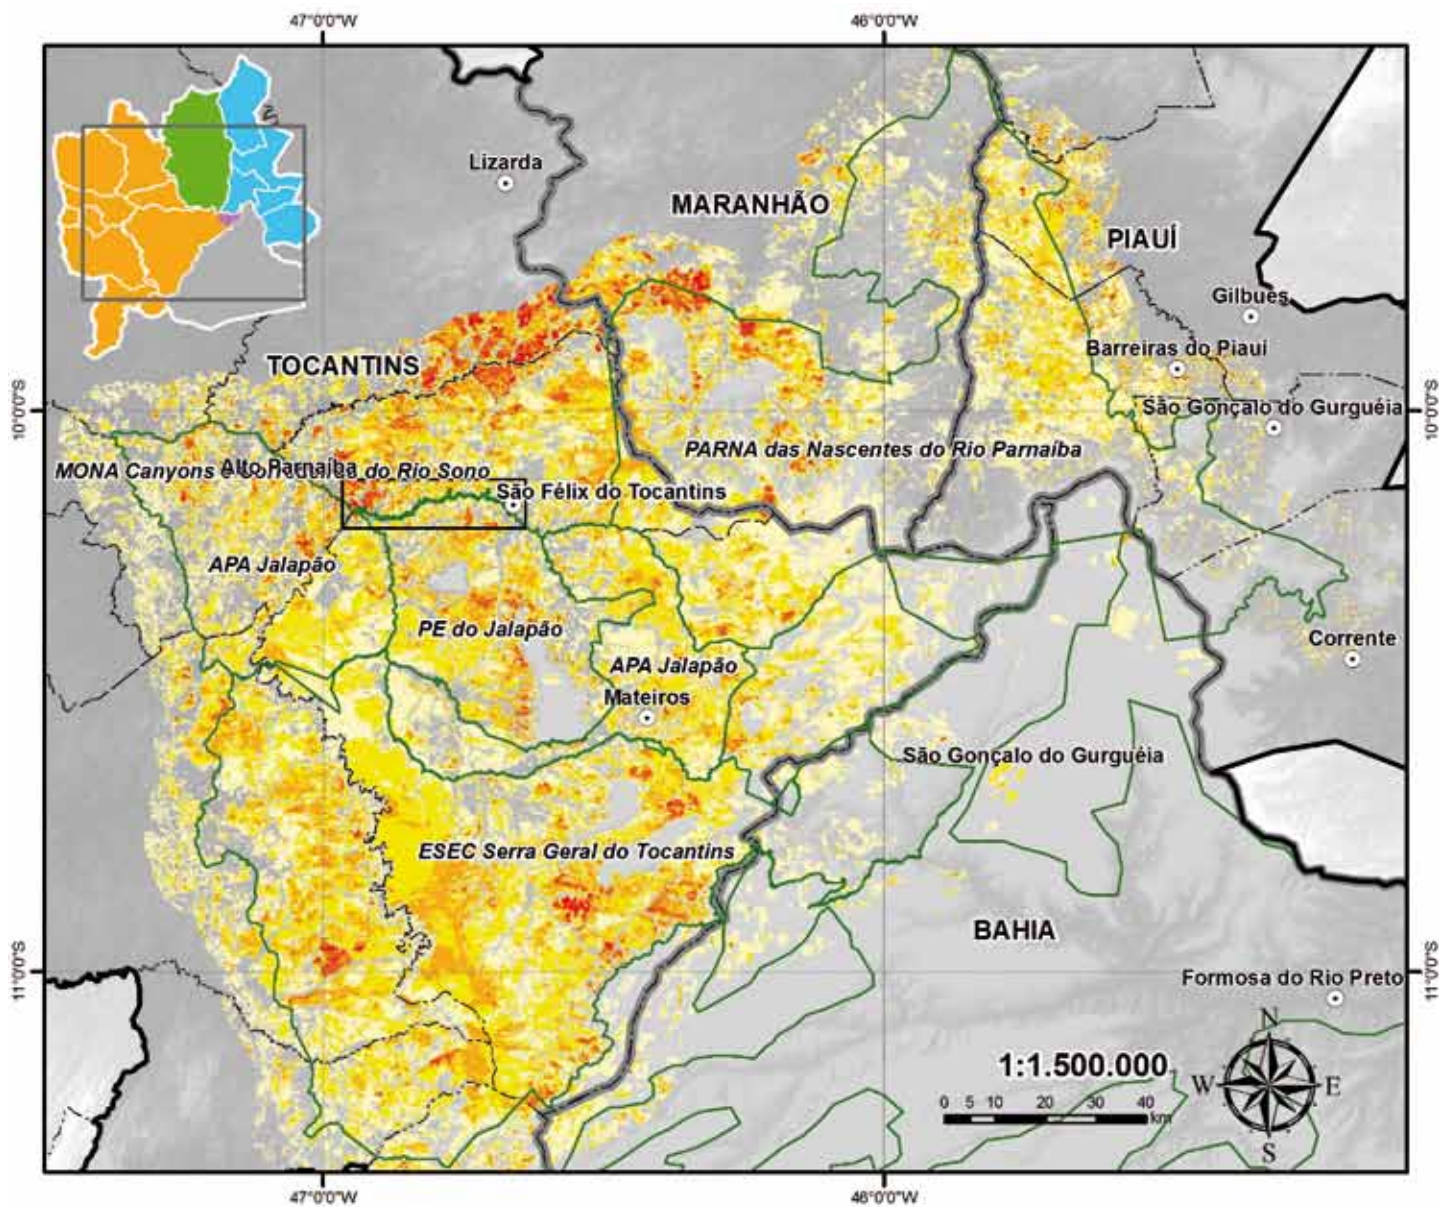 47°0'0"W
46°0'0"W
Lizarda
MARANHÃO
PIAUÍ
Gilbués
TOCANTINS
Barreiras do Piauí
10°0'0"S
São Gonçalo do Gurguéia
10°0'0"S
PARNA das Nascentes do Rio Parnaíba
Alto Parnaíba
MONA Canyons e do Rio Sono
São Félix do Tocantins
APA Jalapão
PE do Jalapão
Corrente
APA Jalapão
Mateiros
São Gonçalo do Gurguéia
ESEC Serra Geral do Tocantins
BAHIA
11°0'0"S
Formosa do Rio Preto
11°0'0"S
N
1:1.500.000
W
E
0 5 10 20 30 40
km
S
47°0'0"W
46°0'0"W